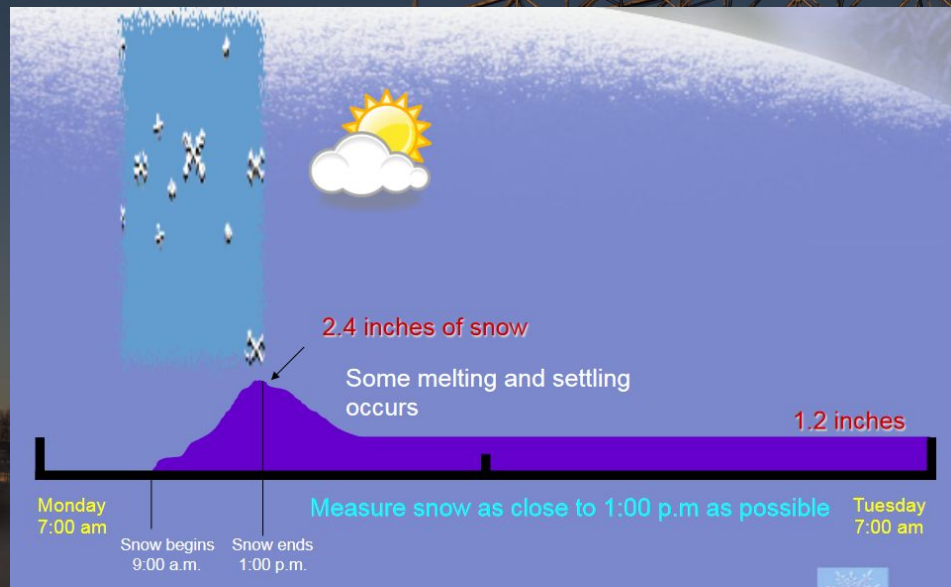 2.4 inches of snow
Some melting and settling
occurs
1.2 inches
Monday
7:00 am
Measure snow as close to 1:00 p.m as possible
Tuesday
7:00 am
Snow begins
9:00 a.m.
Snow ends
1:00 p.m.